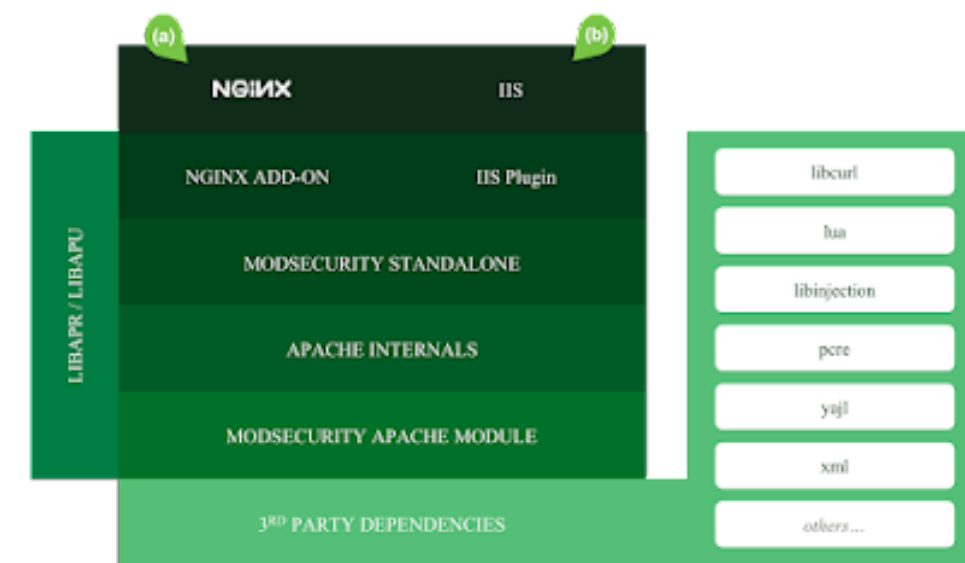 (a)
(b)
NGINX
IIS
NGINX ADD-ON
IIS Plugin
MODSECURITY STANDALONE
APACHE INTERNALS
MODSECURITY APACHE MODULE
3RD PARTY DEPENDENCIES
LIBAPR / LIBAPU
libcurl
lua
libinjection
pcre
yajl
xml
others...